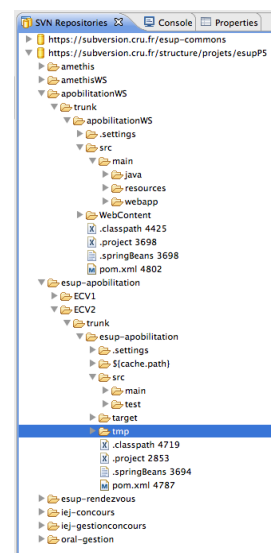 SVN Repositories Console Properties
https://subversion.cru.fr/esup-commons
https://subversion.cru.fr/structure/projets/esupP5
amethis
amethisWS
apobilitationWS
trunk
apobilitationWS
.settings
src
main
java
resources
webapp
WebContent
.classpath 4425
.project 3698
.springBeans 3698
pom.xml 4802
esup-apobilitation
ECV1
ECV2
trunk
esup-apobilitation
.settings
${cache.path}
src
main
test
target
tmp
.classpath 4719
.project 2853
.springBeans 3694
pom.xml 4787
esup-rendezvous
iej-concours
iej-gestionconcours
oral-gestion